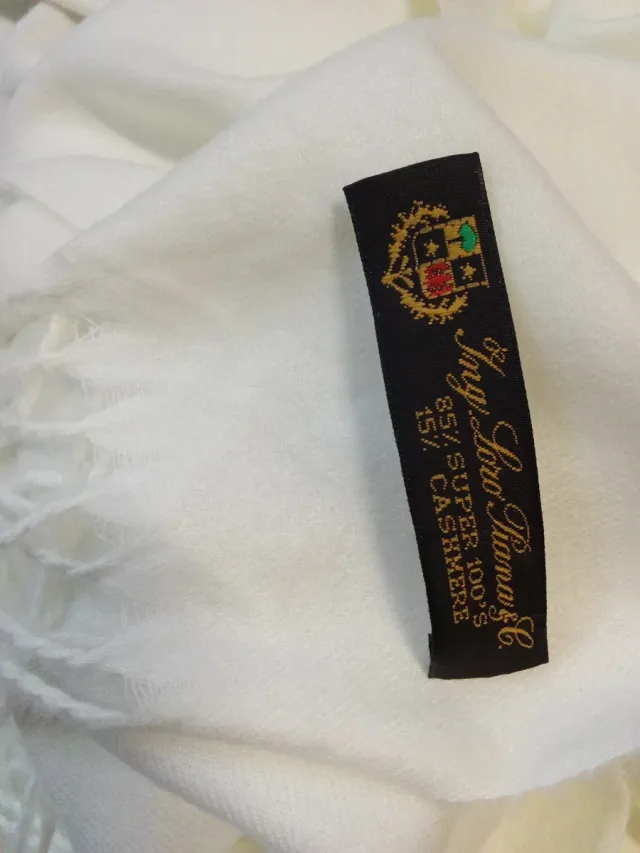 Ing. Loro Piana & C.
85% SUPER 100'S
15% CASHMERE